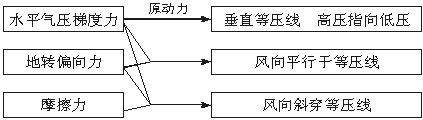 水平气压梯度力
原动力
垂直等压线 高压指向低压
地转偏向力
风向平行于等压线
摩擦力
风向斜穿等压线